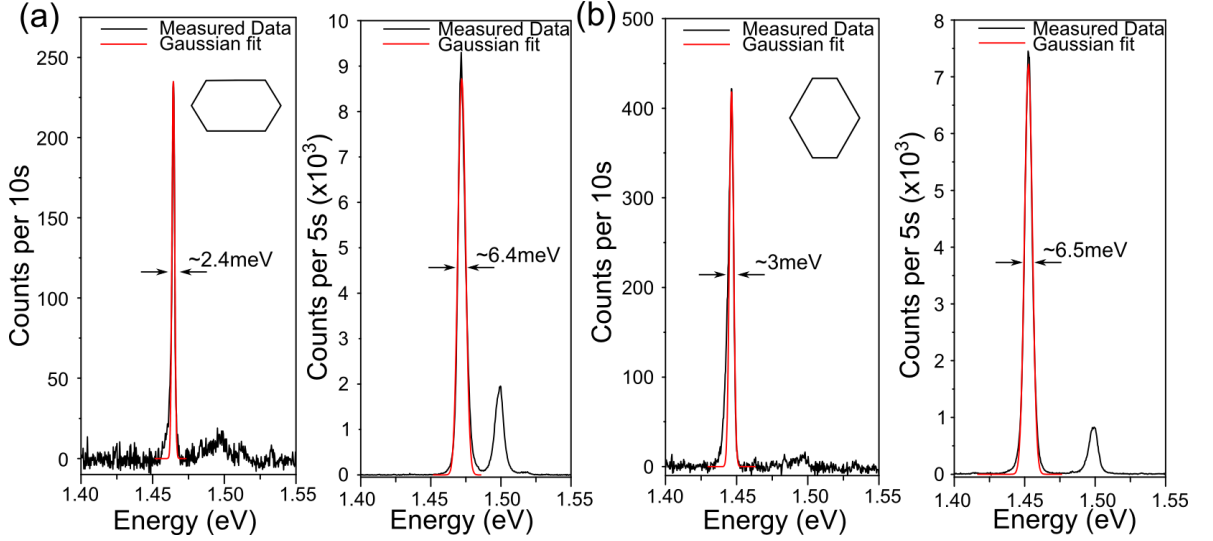 (a)
Measured Data
Gaussian fit
Counts per 10s
250
200
150
100
50
0
~2.4meV
1.40
1.45
1.50
1.55
Energy (eV)
Measured Data
Gaussian fit
Counts per 5s (x10³)
10
9
8
7
6
5
4
3
2
1
0
~6.4meV
1.40
1.45
1.50
1.55
Energy (eV)
(b)
Measured Data
Gaussian fit
Counts per 10s
500
400
300
200
100
0
~3meV
1.40
1.45
1.50
1.55
Energy (eV)
Measured Data
Gaussian fit
Counts per 5s (x10³)
8
7
6
5
4
3
2
1
0
~6.5meV
1.40
1.45
1.50
1.55
Energy (eV)